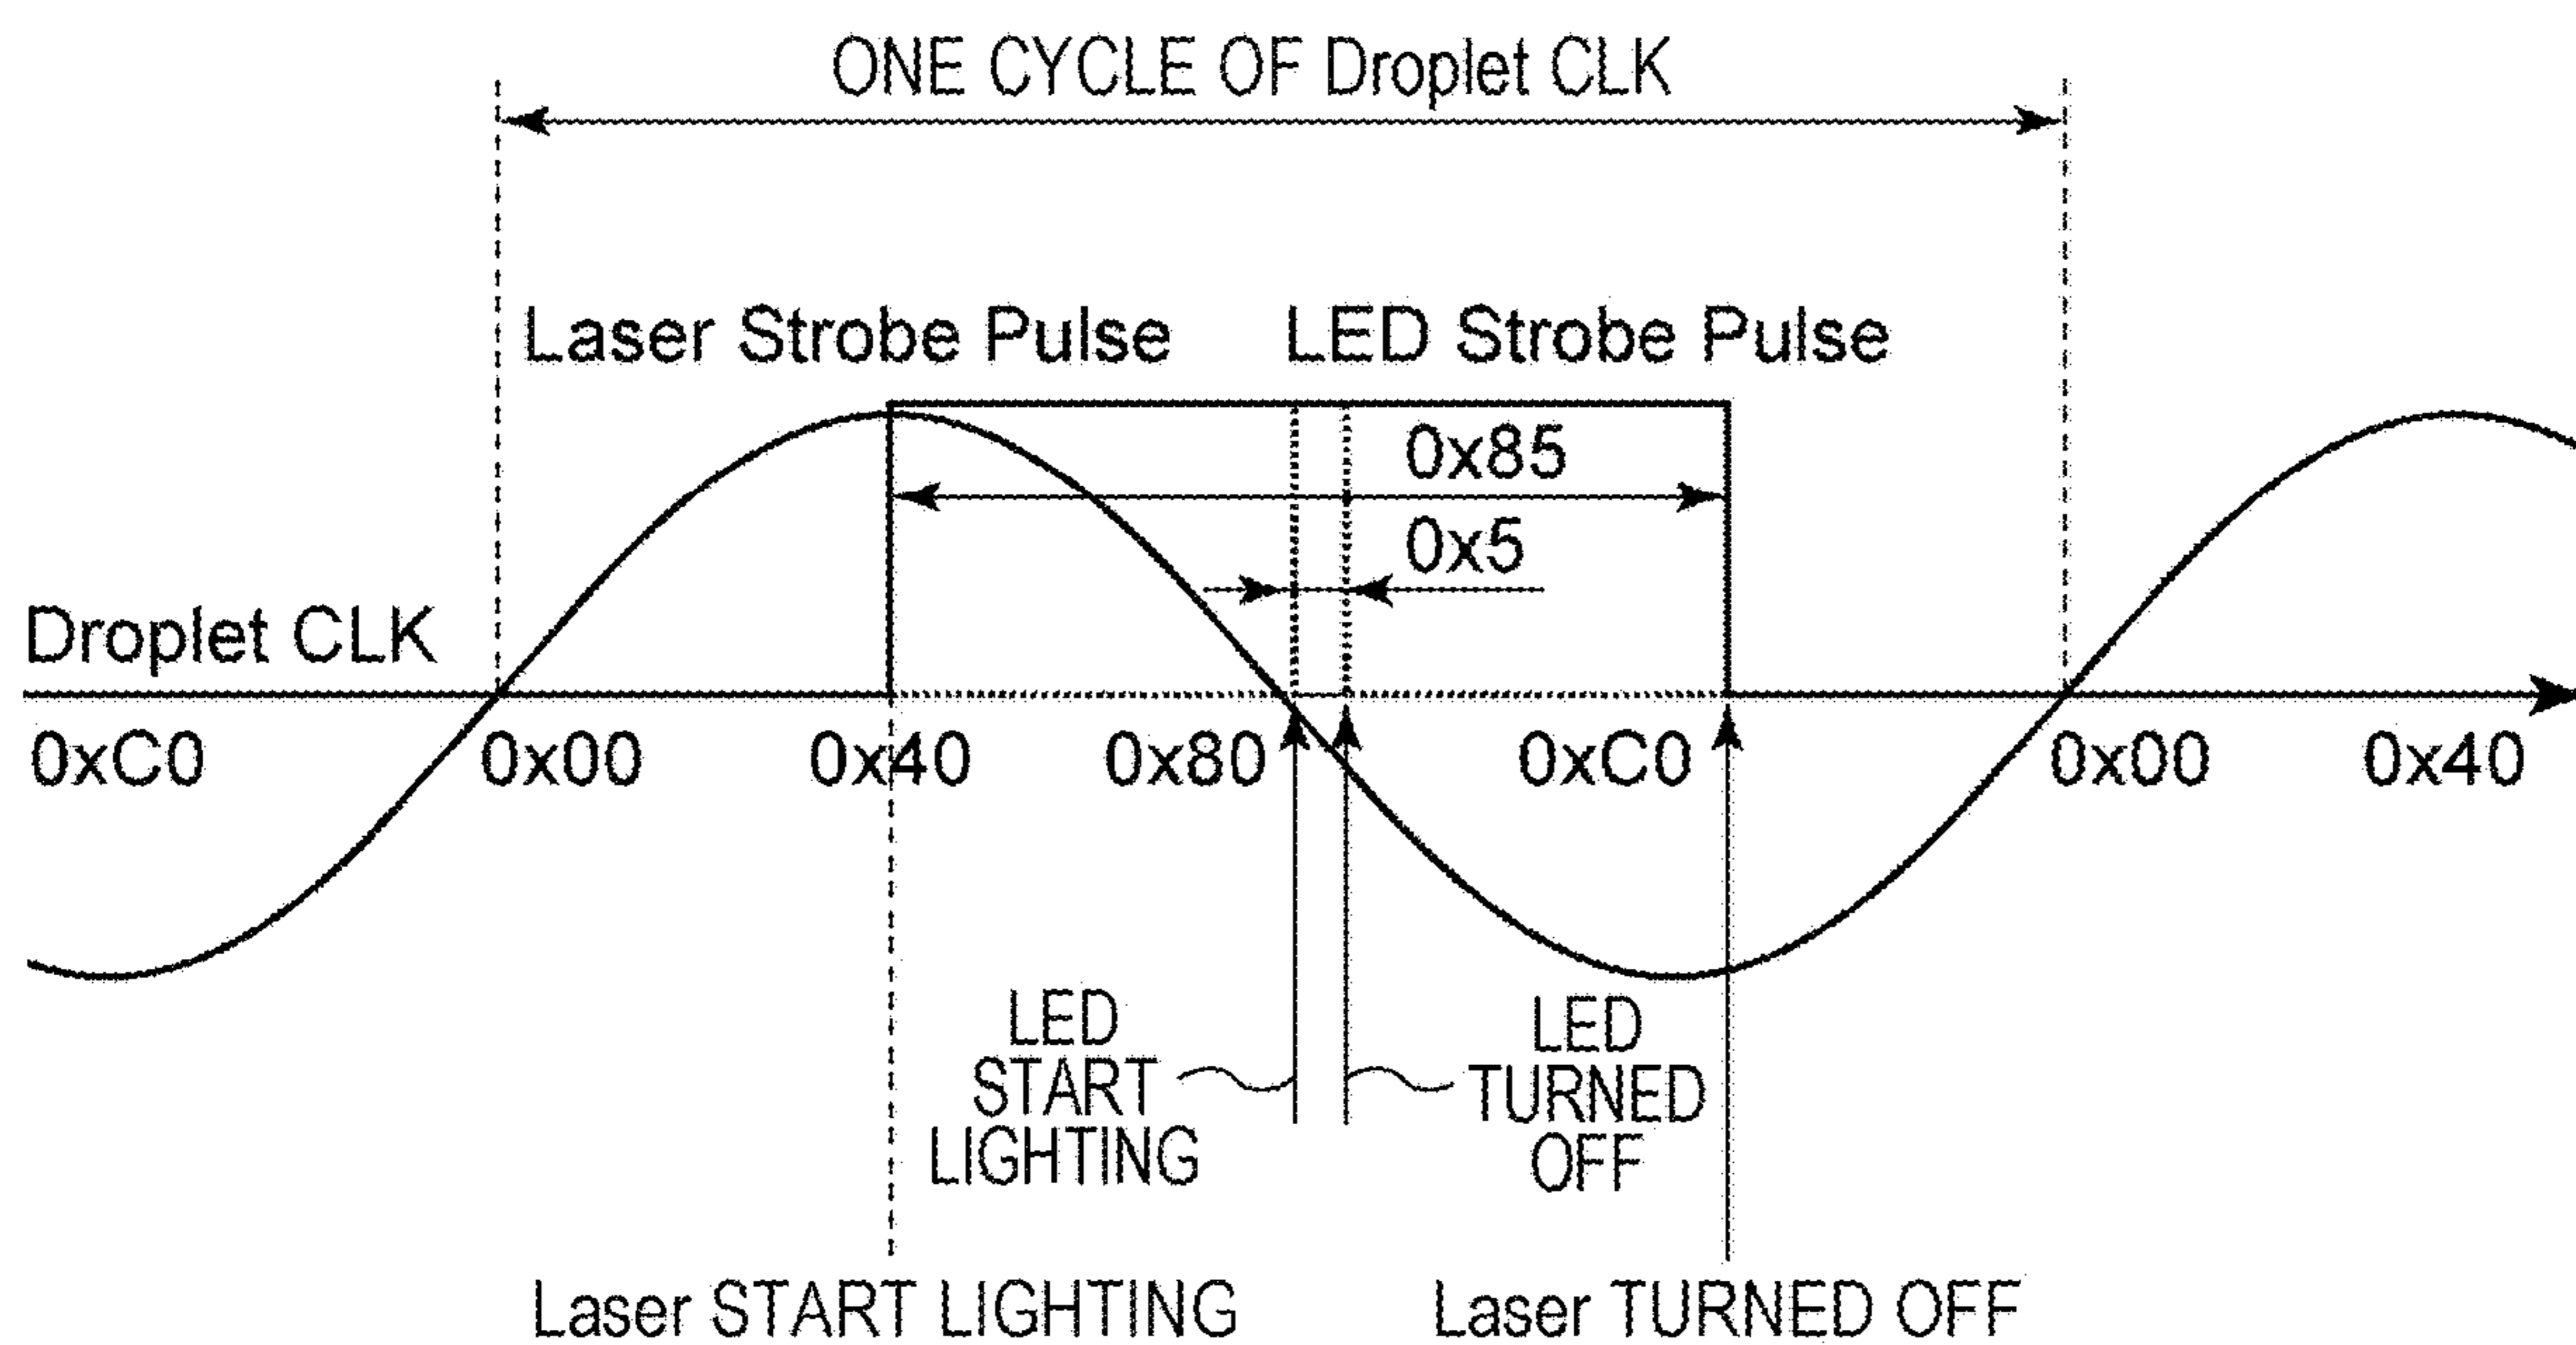 ONE CYCLE OF Droplet CLK
Laser Strobe Pulse
LED Strobe Pulse
0x85
0x5
Droplet CLK
0xC0
0x00
0x40
0x80
0xC0
0x00
0x40
LED
START
LIGHTING
LED
TURNED
OFF
Laser START LIGHTING
Laser TURNED OFF